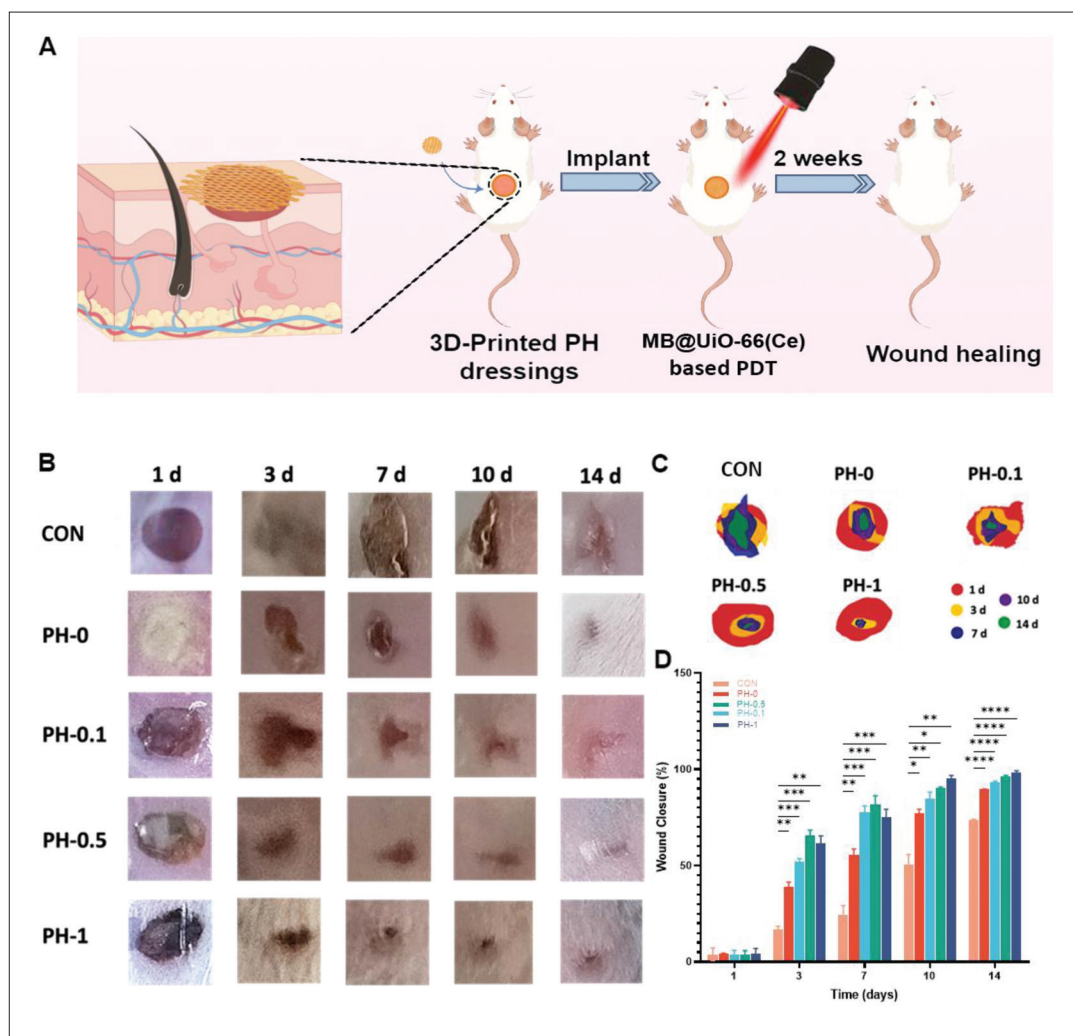 A
Implant
2 weeks
3D-Printed PH
dressings
MB@UiO-66(Ce)
based PDT
Wound healing
B
1 d 3 d 7 d 10 d 14 d
CON
PH-0
PH-0.1
PH-0.5
PH-1
C
CON PH-0 PH-0.1
PH-0.5 PH-1
1 d
3 d
7 d
10 d
14 d
D
CON
PH-0
PH-0.5
PH-0.1
PH-1
Wound Closure (%)
150
100
50
0
** *** *** **
** *** *** ***
* ** * **
**** **** **** ****
1 3 7 10 14
Time (days)